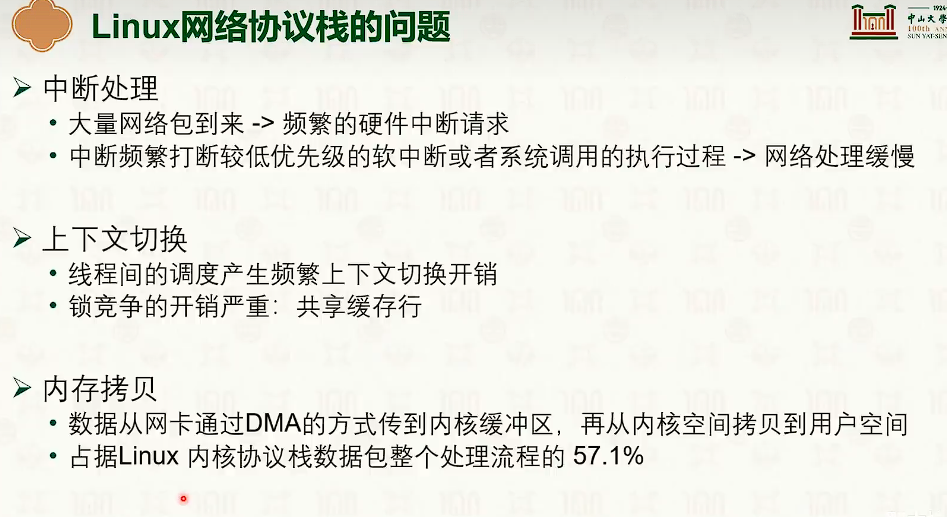 Linux网络协议栈的问题
1924
中山大学
100th AN
SUN YAT-SEN
中断处理
• 大量网络包到来 -> 频繁的硬件中断请求
• 中断频繁打断较低优先级的软中断或者系统调用的执行过程 -> 网络处理缓慢
上下文切换
• 线程间的调度产生频繁上下文切换开销
• 锁竞争的开销严重：共享缓存行
内存拷贝
• 数据从网卡通过DMA的方式传到内核缓冲区，再从内核空间拷贝到用户空间
• 占据Linux 内核协议栈数据包整个处理流程的 57.1%